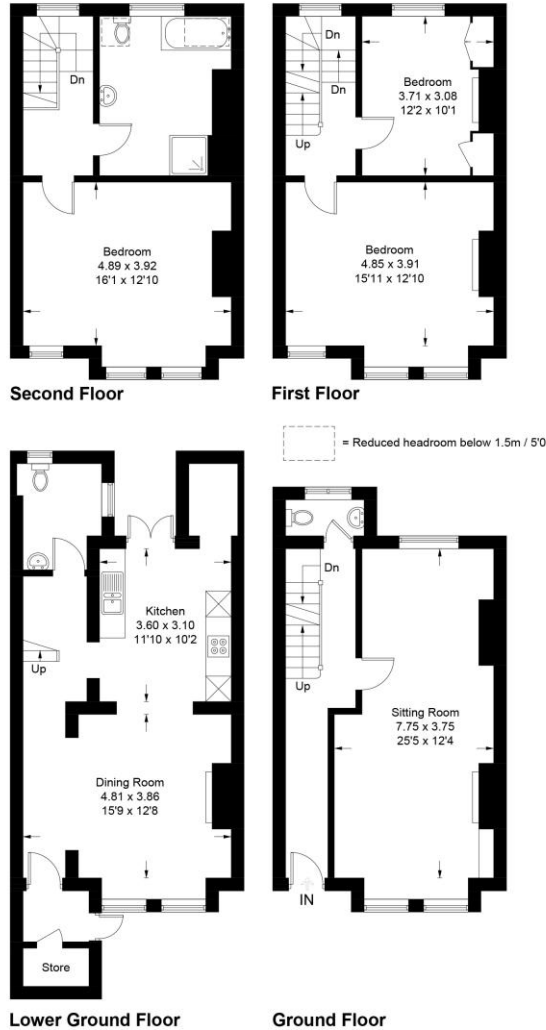 Dn
Bedroom
4.89 x 3.92
16'1 x 12'10
Second Floor
Dn
Dn
Up
Bedroom
3.71 x 3.08
12'2 x 10'1
Bedroom
4.85 x 3.91
15'11 x 12'10
First Floor
= Reduced headroom below 1.5m / 5'0
Up
Kitchen
3.60 x 3.10
11'10 x 10'2
Dining Room
4.81 x 3.86
15'9 x 12'8
Store
Lower Ground Floor
Dn
Up
Sitting Room
7.75 x 3.75
25'5 x 12'4
IN
Ground Floor